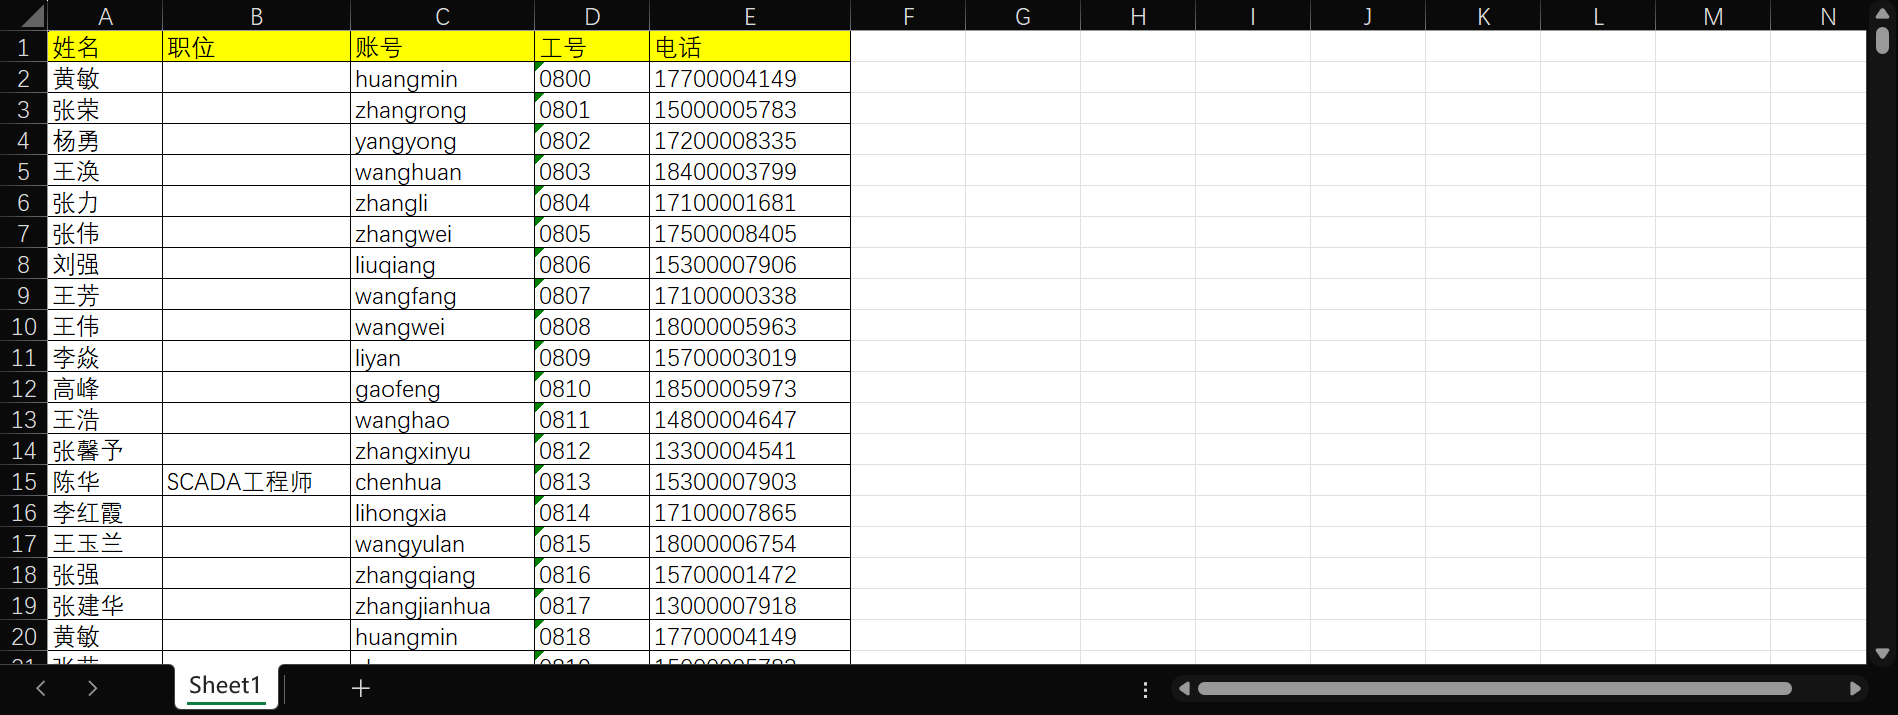 A B C D E F G H I J K L M N
1 姓名 职位 账号 工号 电话
2 黄敏 huangmin 0800 17700004149
3 张荣 zhangrong 0801 15000005783
4 杨勇 yangyong 0802 17200008335
5 王涣 wanghuan 0803 18400003799
6 张力 zhangli 0804 17100001681
7 张伟 zhangwei 0805 17500008405
8 刘强 liuqiang 0806 15300007906
9 王芳 wangfang 0807 17100000338
10 王伟 wangwei 0808 18000005963
11 李焱 liyan 0809 15700003019
12 高峰 gaofeng 0810 18500005973
13 王浩 wanghao 0811 14800004647
14 张馨予 zhangxinyu 0812 13300004541
15 陈华 SCADA工程师 chenhua 0813 15300007903
16 李红霞 lihongxia 0814 17100007865
17 王玉兰 wangyulan 0815 18000006754
18 张强 zhangqiang 0816 15700001472
19 张建华 zhangjianhua 0817 13000007918
20 黄敏 huangmin 0818 17700004149
Sheet1